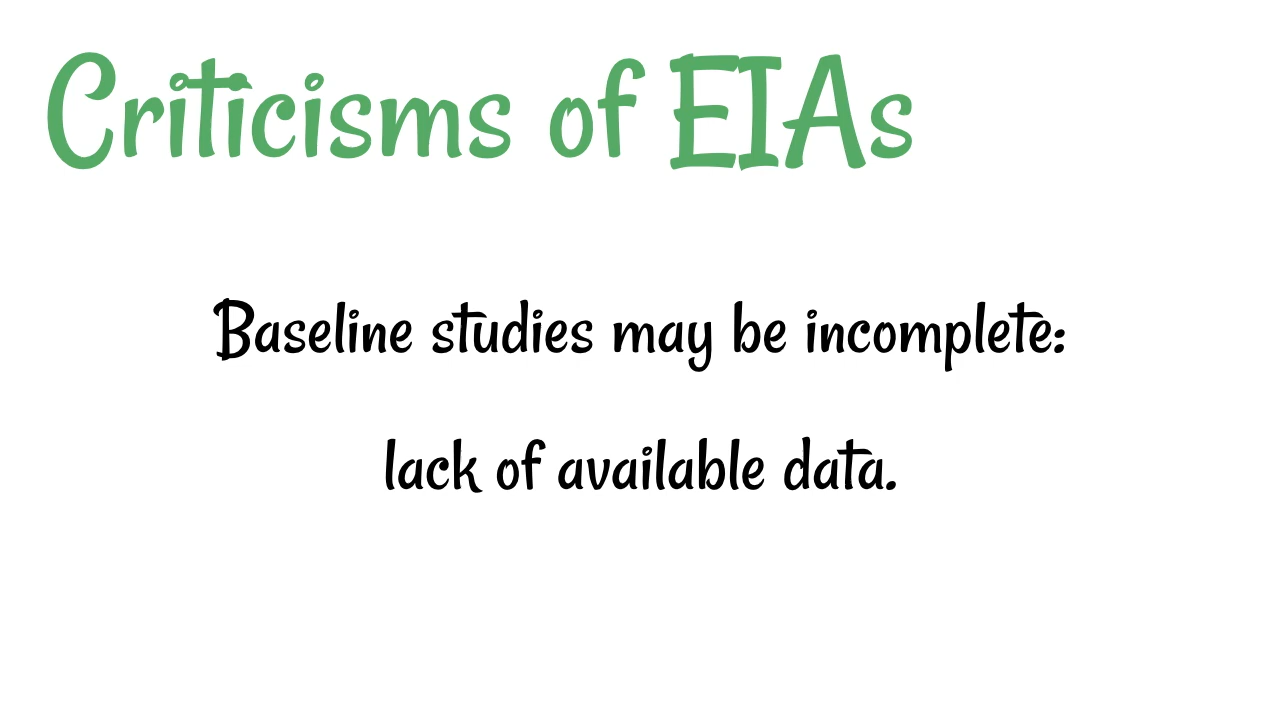 Criticisms of EIAs
Baseline studies may be incomplete:
lack of available data.